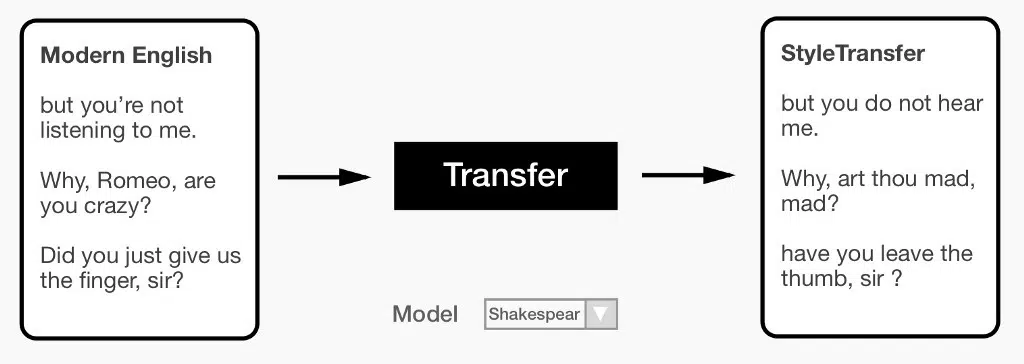 Modern English
but you’re not
listening to me.
Why, Romeo, are
you crazy?
Did you just give us
the finger, sir?
Transfer
Model
Shakespear
StyleTransfer
but you do not hear
me.
Why, art thou mad,
mad?
have you leave the
thumb, sir ?